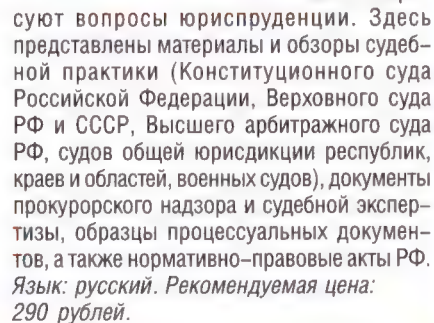 суют вопросы юриспруденции. Здесь
представлены материалы и обзоры судеб-
ной практики (Конституционного суда
Российской Федерации, Верховного суда
РФ и СССР, Высшего арбитражного суда
РФ, судов общей юрисдикции республик,
краев и областей, военных судов), документы
прокурорского надзора и судебной экспер-
тизы, образцы процессуальных докумен-
тов, а также нормативно-правовые акты РФ.
Язык: русский. Рекомендуемая цена:
290 рублей.